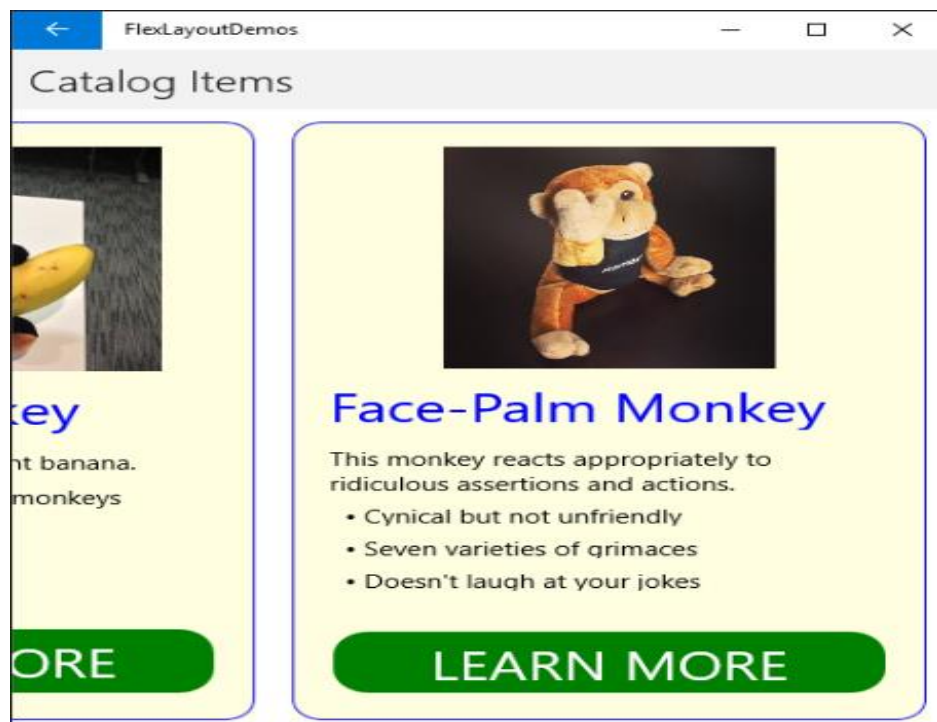 FlexLayoutDemos
Catalog Items
key
nt banana.
monkeys
ORE
Face-Palm Monkey
This monkey reacts appropriately to
ridiculous assertions and actions.
• Cynical but not unfriendly
• Seven varieties of grimaces
• Doesn't laugh at your jokes
LEARN MORE